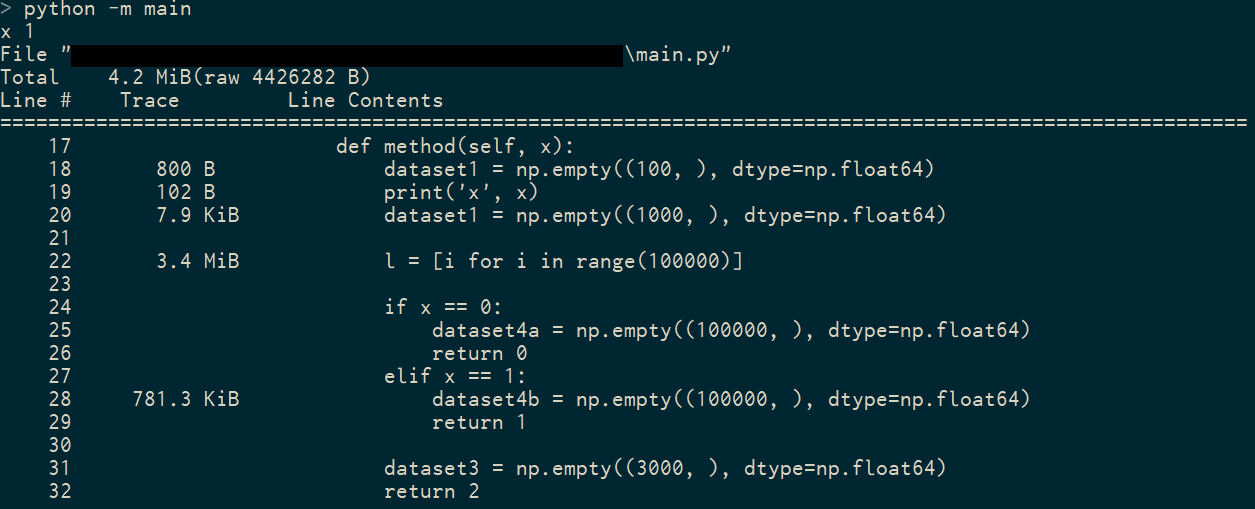 > python -m main
x 1
File "\main.py"
Total    4.2 MiB(raw 4426282 B)
Line #    Trace         Line Contents
========================================================================================================
    17                      def method(self, x):
    18       800 B              dataset1 = np.empty((100, ), dtype=np.float64)
    19       102 B              print('x', x)
    20       7.9 KiB            dataset1 = np.empty((1000, ), dtype=np.float64)
    21
    22       3.4 MiB            l = [i for i in range(100000)]
    23
    24                          if x == 0:
    25                              dataset4a = np.empty((100000, ), dtype=np.float64)
    26                              return 0
    27                          elif x == 1:
    28     781.3 KiB                dataset4b = np.empty((100000, ), dtype=np.float64)
    29                              return 1
    30
    31                          dataset3 = np.empty((3000, ), dtype=np.float64)
    32                          return 2